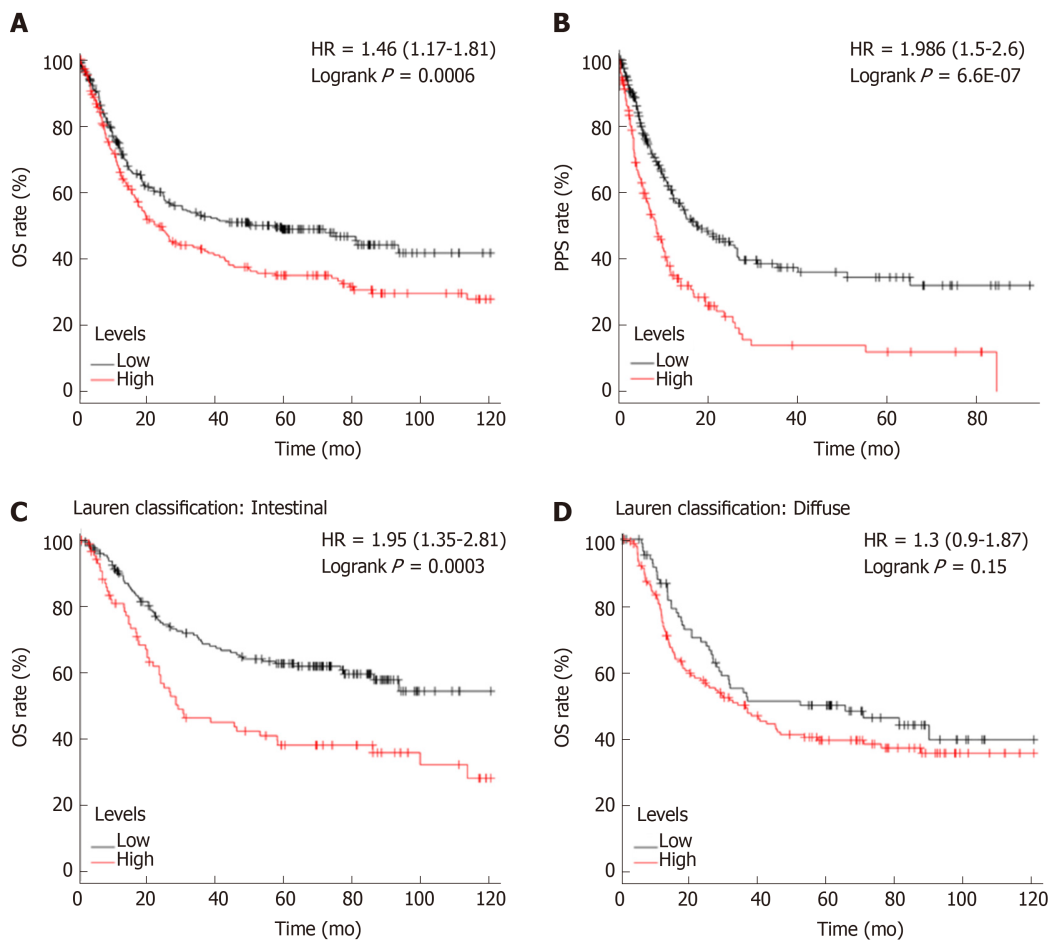 A
HR = 1.46 (1.17-1.81)
Logrank P = 0.0006
100
80
60
40
20
0
OS rate (%)
Levels
Low
High
0 20 40 60 80 100 120
Time (mo)
B
HR = 1.986 (1.5-2.6)
Logrank P = 6.6E-07
100
80
60
40
20
0
PPS rate (%)
Levels
Low
High
0 20 40 60 80
Time (mo)
C
Lauren classification: Intestinal
HR = 1.95 (1.35-2.81)
Logrank P = 0.0003
100
80
60
40
20
0
OS rate (%)
Levels
Low
High
0 20 40 60 80 100 120
Time (mo)
D
Lauren classification: Diffuse
HR = 1.3 (0.9-1.87)
Logrank P = 0.15
100
80
60
40
20
0
OS rate (%)
Levels
Low
High
0 20 40 60 80 100 120
Time (mo)